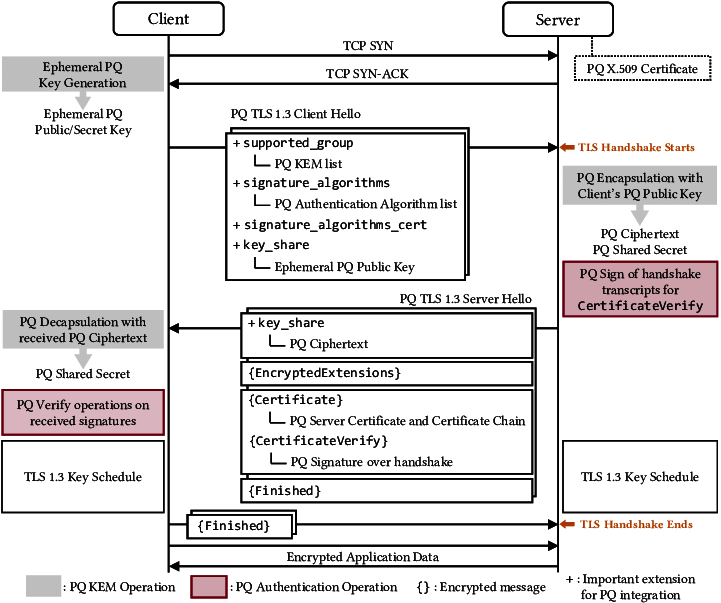 Client
Server
TCP SYN
PQ X.509 Certificate
Ephemeral PQ
Key Generation
TCP SYN-ACK
Ephemeral PQ
Public/Secret Key
PQ TLS 1.3 Client Hello
+ supported_group
PQ KEM list
+ signature_algorithms
PQ Authentication Algorithm list
+ signature_algorithms_cert
+ key_share
Ephemeral PQ Public Key
TLS Handshake Starts
PQ Encapsulation with
Client's PQ Public Key
PQ Ciphertext
PQ Shared Secret
PQ Sign of handshake
transcripts for
CertificateVerify
PQ TLS 1.3 Server Hello
+ key_share
PQ Ciphertext
{EncryptedExtensions}
{Certificate}
PQ Server Certificate and Certificate Chain
{CertificateVerify}
PQ Signature over handshake
{Finished}
PQ Decapsulation with
received PQ Ciphertext
PQ Shared Secret
PQ Verify operations on
received signatures
TLS 1.3 Key Schedule
TLS 1.3 Key Schedule
{Finished}
TLS Handshake Ends
Encrypted Application Data
: PQ KEM Operation
: PQ Authentication Operation
{} : Encrypted message
+ : Important extension
for PQ integration